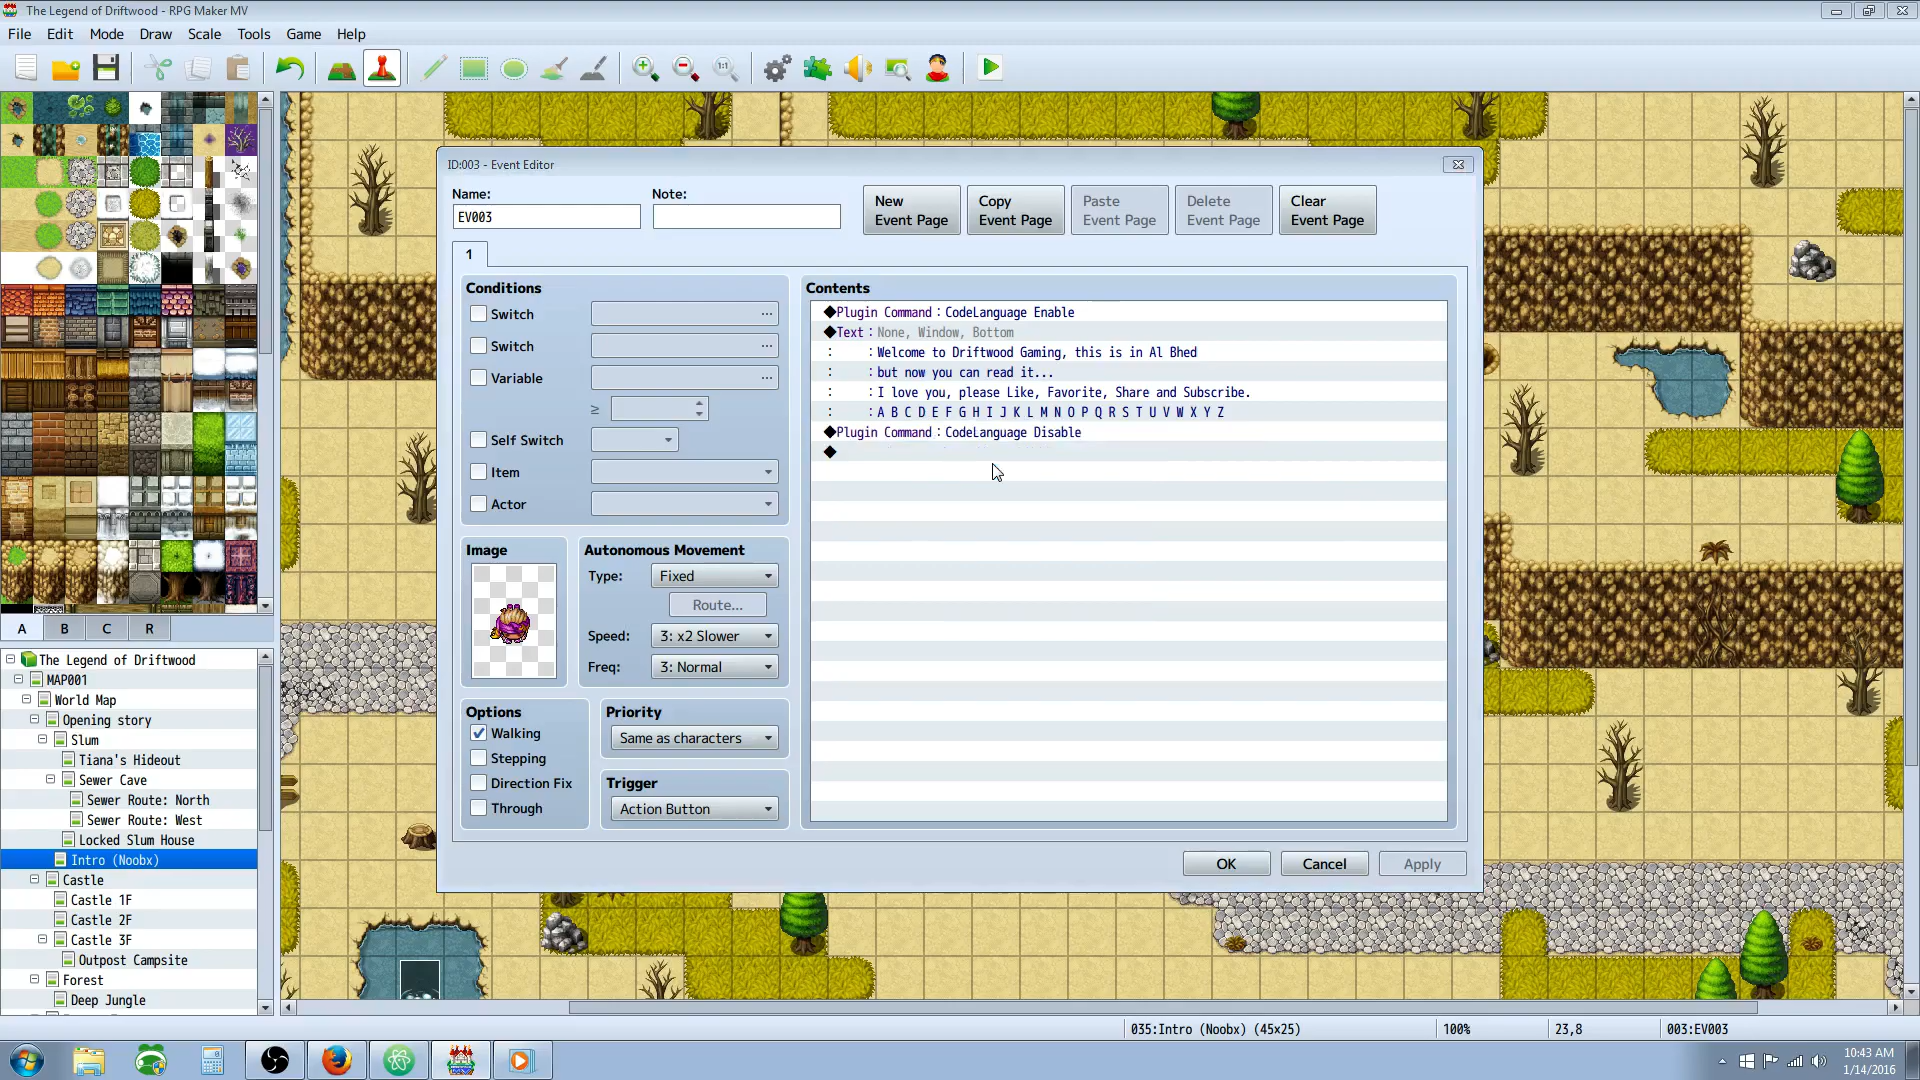 The Legend of Driftwood - RPG Maker MV
File Edit Mode Draw Scale Tools Game Help
1:1
ID:003 - Event Editor
Name: Note:
EV003
New Event Page
Copy Event Page
Paste Event Page
Delete Event Page
Clear Event Page
1
Conditions
Switch ...
Switch ...
Variable ...
≥
Self Switch
Item
Actor
Image
Autonomous Movement
Type: Fixed
Route...
Speed: 3: x2 Slower
Freq: 3: Normal
Options
Walking
Stepping
Direction Fix
Through
Priority
Same as characters
Trigger
Action Button
Contents
◆Plugin Command：CodeLanguage Enable
◆Text：None, Window, Bottom
：　：Welcome to Driftwood Gaming, this is in Al Bhed
：　：but now you can read it...
：　：I love you, please Like, Favorite, Share and Subscribe.
：　：A B C D E F G H I J K L M N O P Q R S T U V W X Y Z
◆Plugin Command：CodeLanguage Disable
◆
OK Cancel Apply
A B C R
The Legend of Driftwood
MAP001
World Map
Opening story
Slum
Tiana's Hideout
Sewer Cave
Sewer Route: North
Sewer Route: West
Locked Slum House
Intro (Noobx)
Castle
Castle 1F
Castle 2F
Castle 3F
Outpost Campsite
Forest
Deep Jungle
035:Intro (Noobx) (45x25) 100% 23,8 003:EV003
10:43 AM
1/14/2016